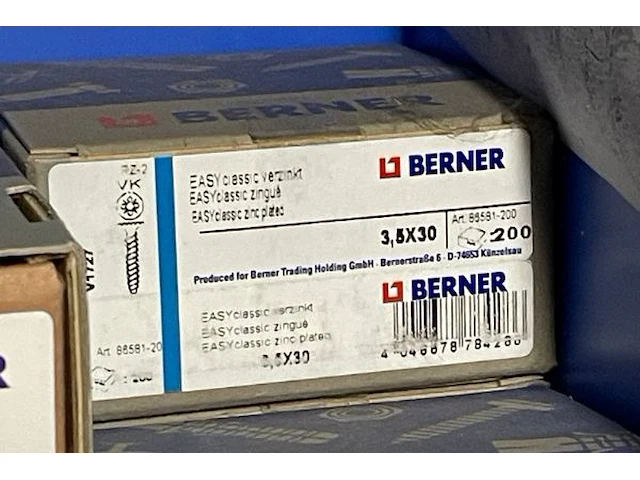 BERNER
PZ-2
VK
V1727
Art. 86581-20
: 200
EASYclassic verzinkt
EASYclassic zingué
EASYclassic zinc plated
BERNER
3,5X30
Art. 86581-200
:200
Produced for Berner Trading Holding GmbH · Bernerstraße 6 · D-74653 Künzelsau
EASYclassic verzinkt
EASYclassic zingué
EASYclassic zinc plated
3,5X30
BERNER
R